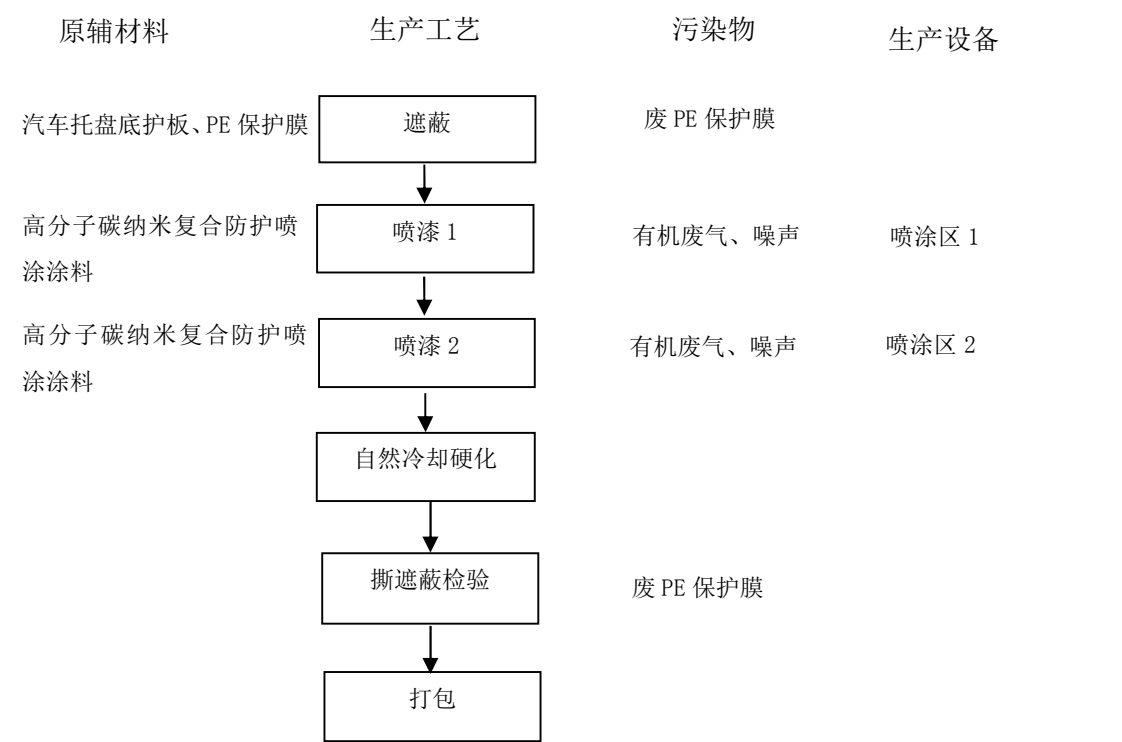 原辅材料 生产工艺 污染物 生产设备
汽车托盘底护板、PE 保护膜 遮蔽 废 PE 保护膜
高分子碳纳米复合防护喷 喷漆 1 有机废气、噪声 喷涂区 1
涂涂料
高分子碳纳米复合防护喷 喷漆 2 有机废气、噪声 喷涂区 2
涂涂料
自然冷却硬化
撕遮蔽检验 废 PE 保护膜
打包